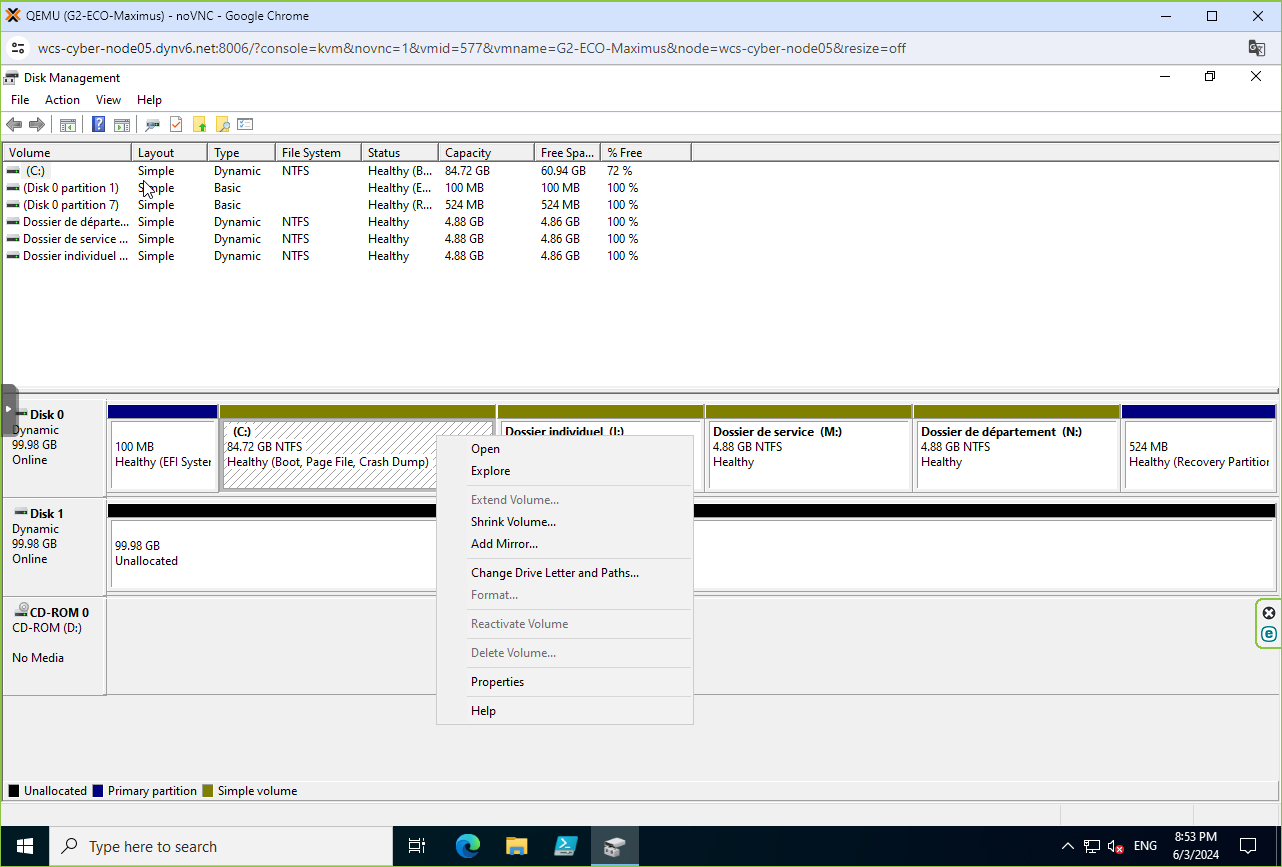 QEMU (G2-ECO-Maximus) - noVNC - Google Chrome
wcs-cyber-node05.dynv6.net:8006/?console=kvm&novnc=1&vmid=577&vmname=G2-ECO-Maximus&node=wcs-cyber-node05&resize=off
Disk Management
File Action View Help
Volume Layout Type File System Status Capacity Free Spa... % Free
(C:) Simple Dynamic NTFS Healthy (B... 84.72 GB 60.94 GB 72 %
(Disk 0 partition 1) Simple Basic Healthy (E... 100 MB 100 MB 100 %
(Disk 0 partition 7) Simple Basic Healthy (R... 524 MB 524 MB 100 %
Dossier de départe... Simple Dynamic NTFS Healthy 4.88 GB 4.86 GB 100 %
Dossier de service ... Simple Dynamic NTFS Healthy 4.88 GB 4.86 GB 100 %
Dossier individuel ... Simple Dynamic NTFS Healthy 4.88 GB 4.86 GB 100 %
Disk 0
Dynamic
99.98 GB
Online
100 MB
Healthy (EFI Syster
(C:)
84.72 GB NTFS
Healthy (Boot, Page File, Crash Dump)
Dossier individuel (I:)
Dossier de service (M:)
4.88 GB NTFS
Healthy
Dossier de département (N:)
4.88 GB NTFS
Healthy
524 MB
Healthy (Recovery Partition
Open
Explore
Extend Volume...
Shrink Volume...
Add Mirror...
Change Drive Letter and Paths...
Format...
Reactivate Volume
Delete Volume...
Properties
Help
Disk 1
Dynamic
99.98 GB
Online
99.98 GB
Unallocated
CD-ROM 0
CD-ROM (D:)
No Media
Unallocated Primary partition Simple volume
Type here to search
ENG
8:53 PM
6/3/2024